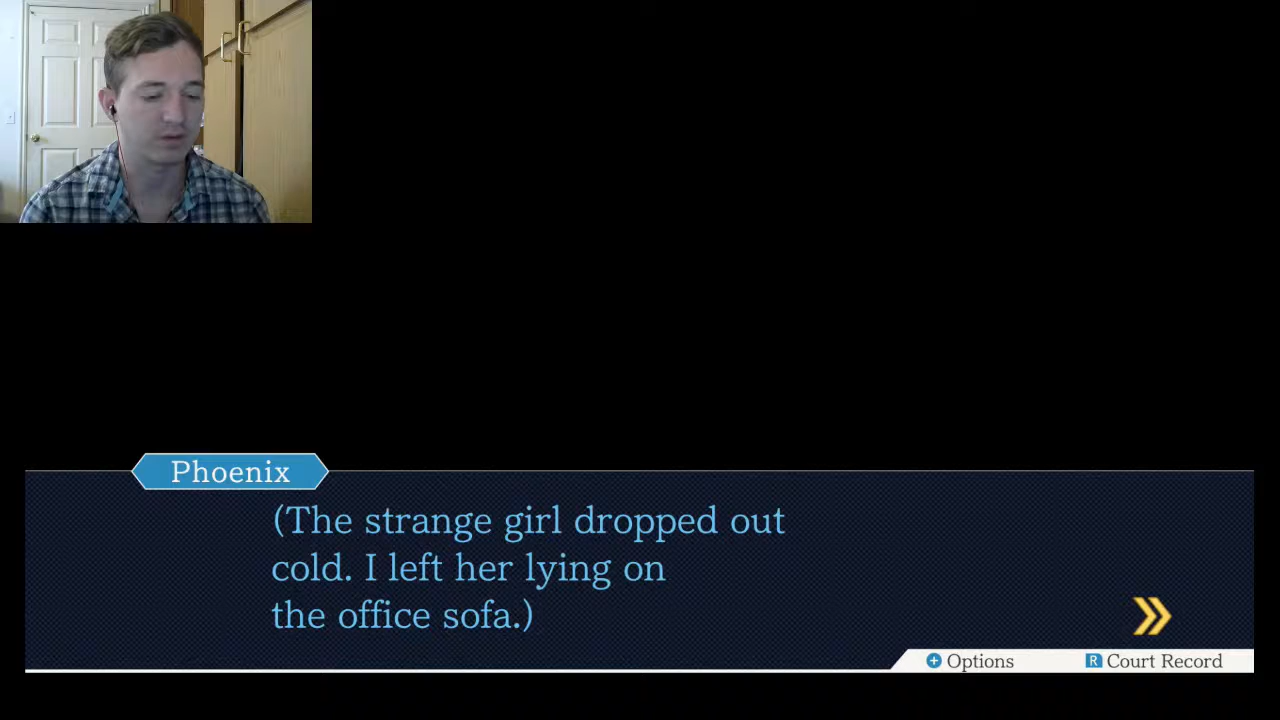 Phoenix
(The strange girl dropped out
cold. I left her lying on
the office sofa.)
+ Options
R Court Record